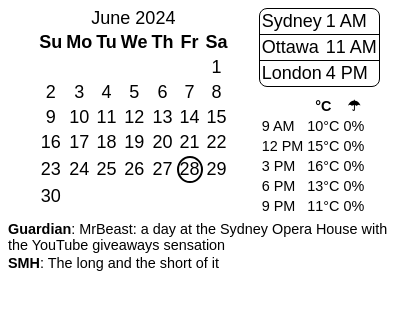 June 2024
Su Mo Tu We Th Fr Sa
1
2 3 4 5 6 7 8
9 10 11 12 13 14 15
16 17 18 19 20 21 22
23 24 25 26 27 28 29
30
Sydney 1 AM
Ottawa 11 AM
London 4 PM
°C ☂
9 AM 10°C 0%
12 PM 15°C 0%
3 PM 16°C 0%
6 PM 13°C 0%
9 PM 11°C 0%
Guardian: MrBeast: a day at the Sydney Opera House with
the YouTube giveaways sensation
SMH: The long and the short of it